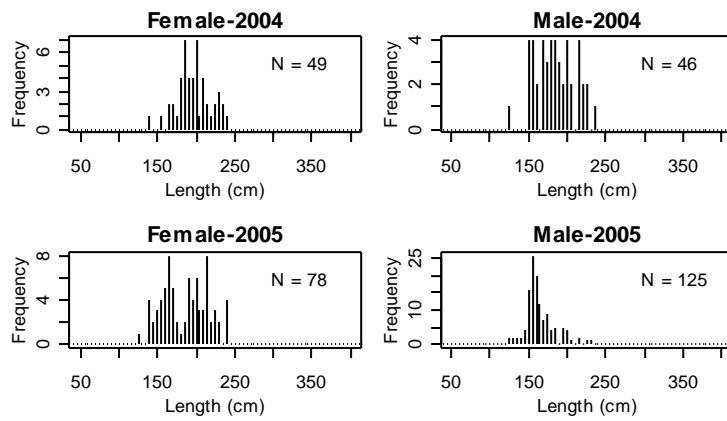 Female-2004
Frequency
0 3 6
N = 49
50 150 250 350
Length (cm)
Male-2004
Frequency
0 2 4
N = 46
50 150 250 350
Length (cm)
Female-2005
Frequency
0 4 8
N = 78
50 150 250 350
Length (cm)
Male-2005
Frequency
0 10 25
N = 125
50 150 250 350
Length (cm)